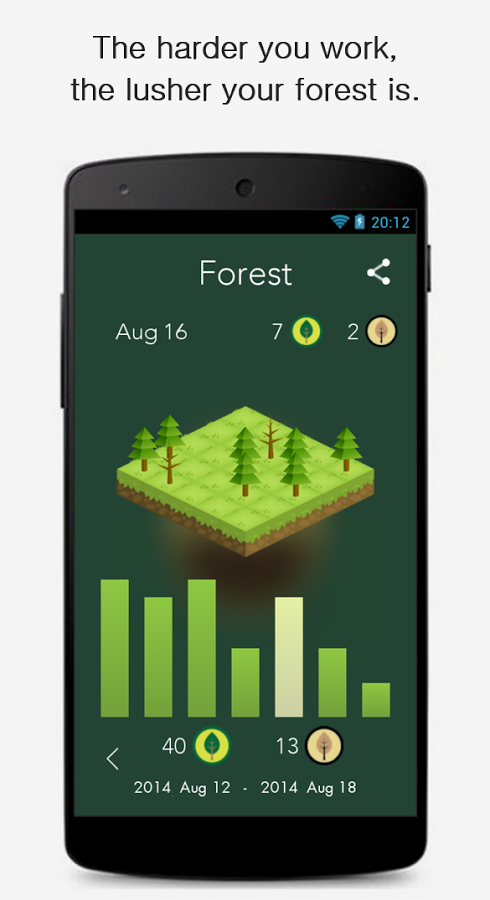 The harder you work,
the lusher your forest is.
20:12
Forest
Aug 16 7 2
40 13
2014 Aug 12 - 2014 Aug 18